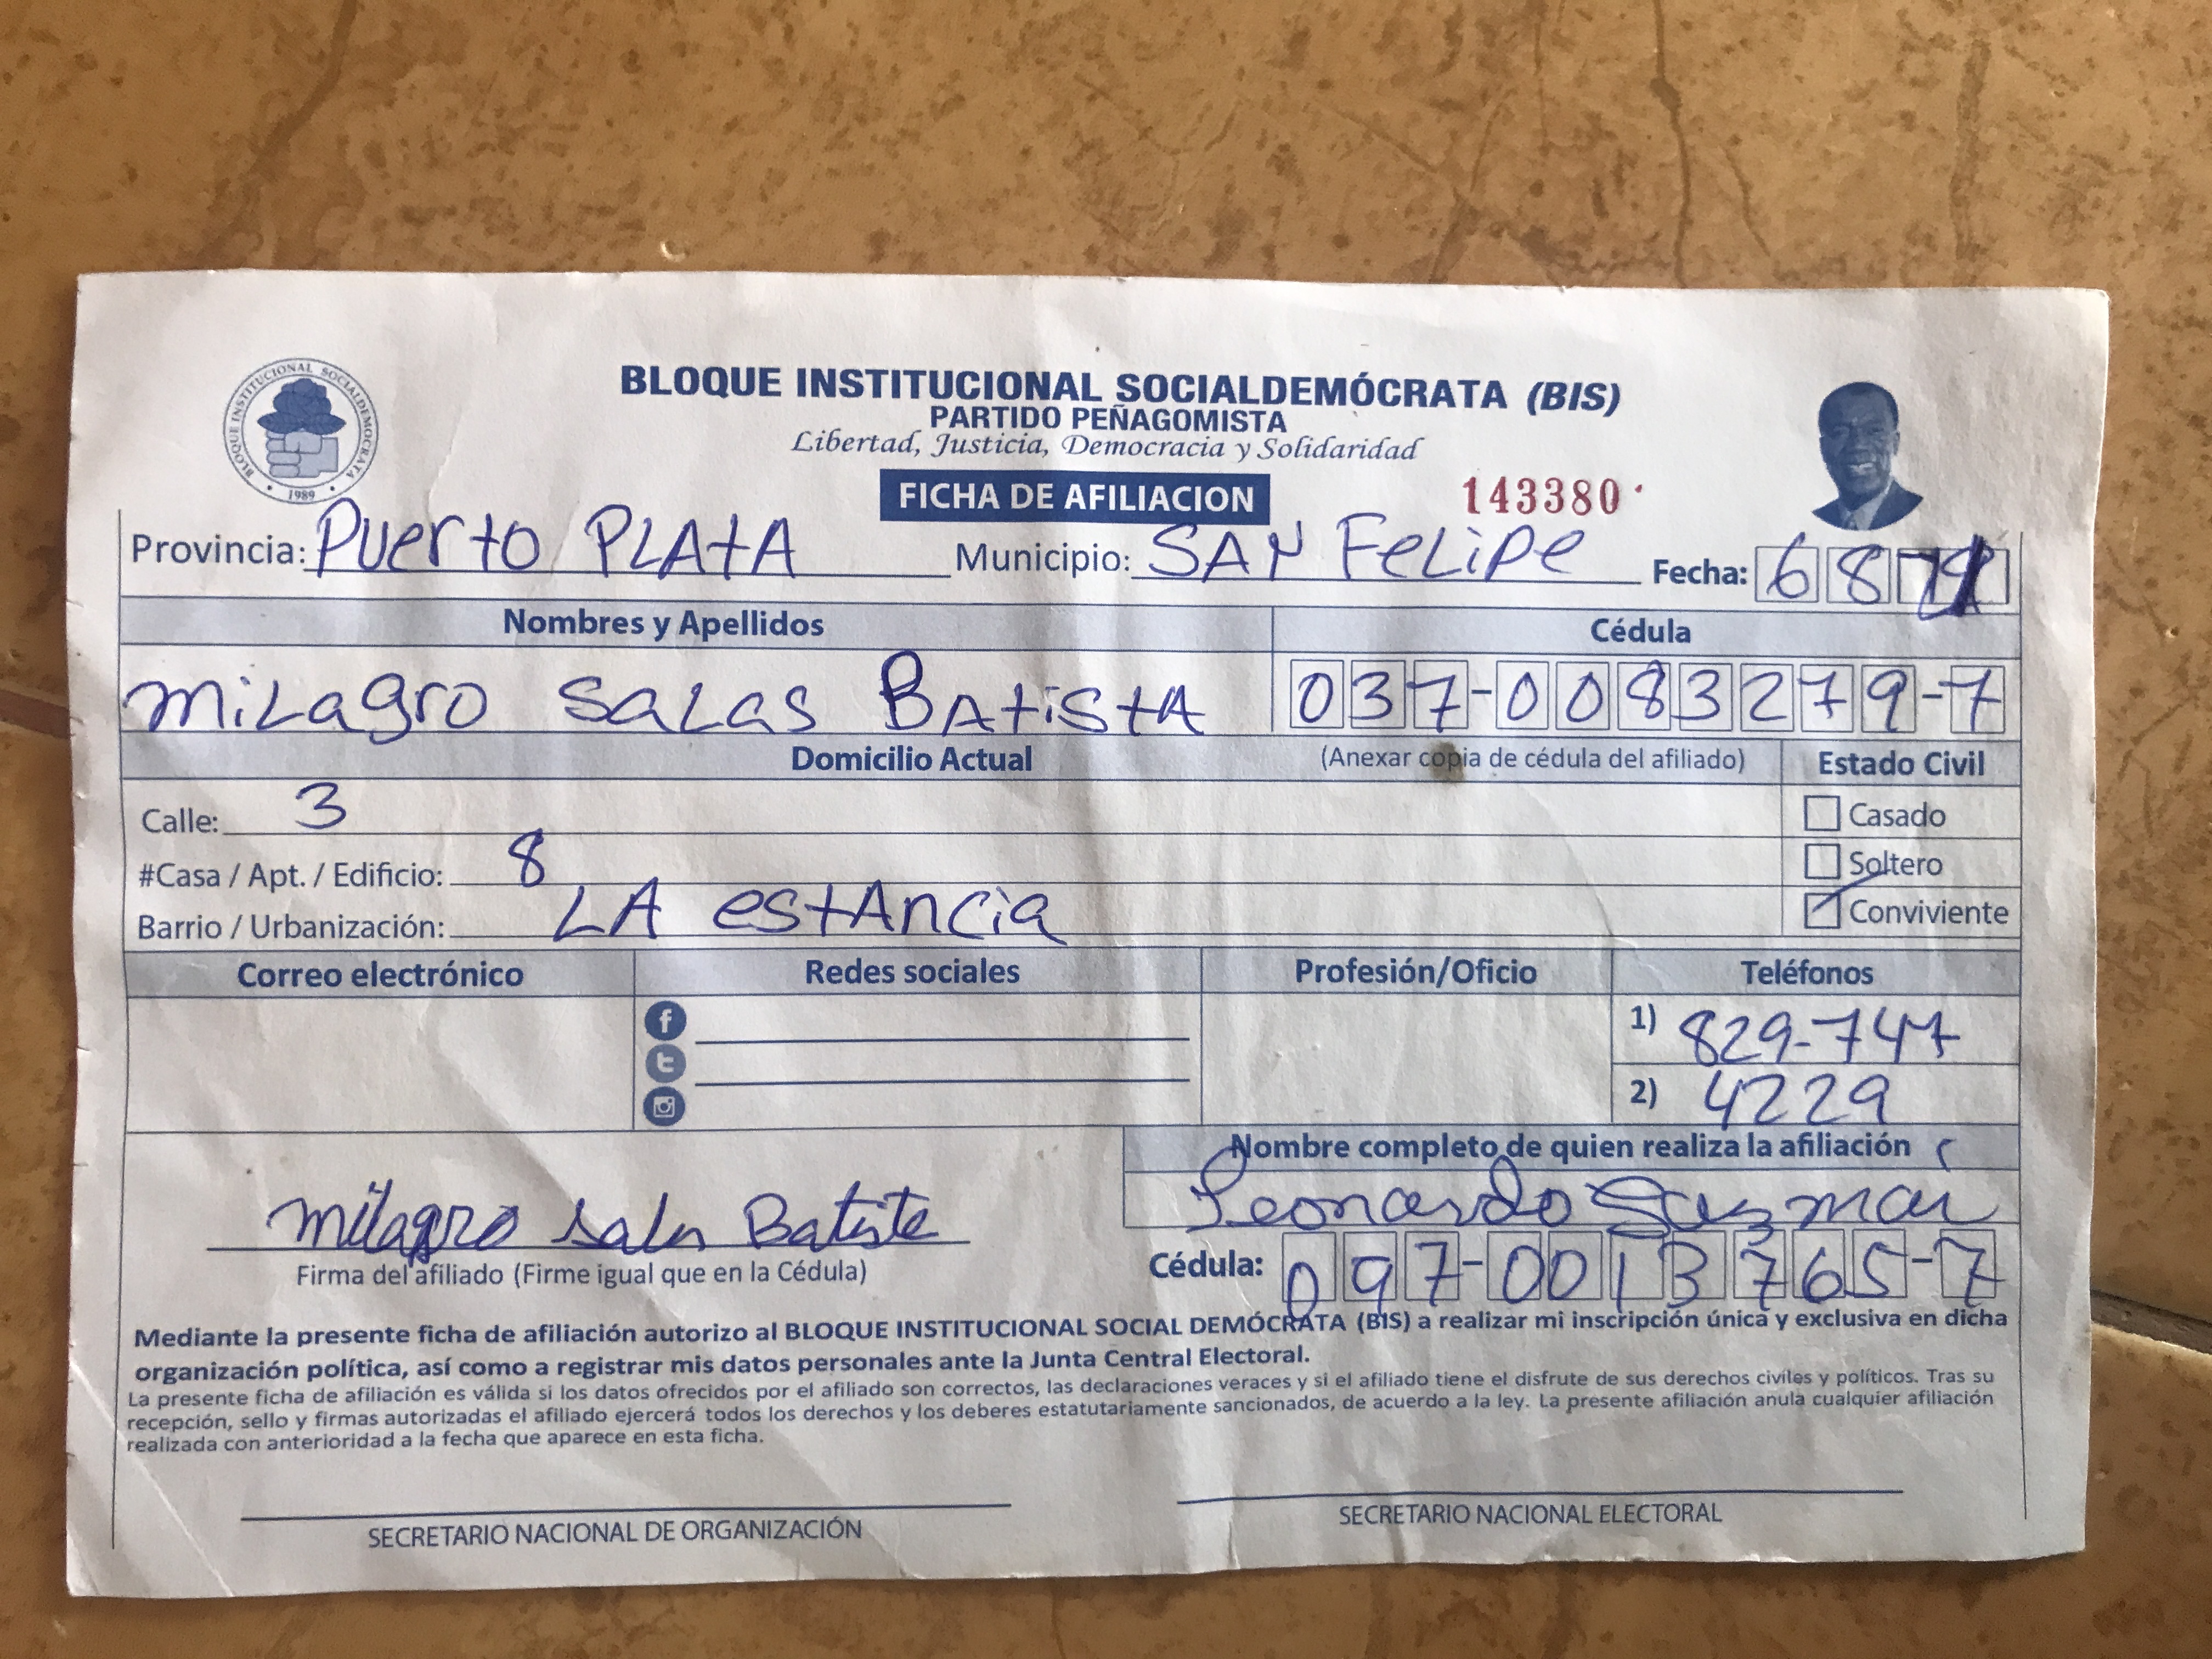 BLOQUE INSTITUCIONAL SOCIALDEMÓCRATA
1989
BLOQUE INSTITUCIONAL SOCIALDEMÓCRATA (BIS)
PARTIDO PEÑAGOMISTA
Libertad, Justicia, Democracia y Solidaridad
FICHA DE AFILIACION 143380
Provincia: Puerto PLAtA Municipio: SAN FeLiPe Fecha: 6 8
Nombres y Apellidos Cédula
miLagro SaLas BAtiStA 037-0083279-7
Domicilio Actual (Anexar copia de cédula del afiliado) Estado Civil
Calle: 3 Casado
#Casa / Apt. / Edificio: 8 Soltero
Barrio / Urbanización: LA estAncia Conviviente
Correo electrónico Redes sociales Profesión/Oficio Teléfonos
1) 829-747
2) 4229
Nombre completo de quien realiza la afiliación
Leonardo Guzman
milagro Salas Batista
Firma del afiliado (Firme igual que en la Cédula) Cédula: 097-0013765-7
Mediante la presente ficha de afiliación autorizo al BLOQUE INSTITUCIONAL SOCIAL DEMÓCRATA (BIS) a realizar mi inscripción única y exclusiva en dicha
organización política, así como a registrar mis datos personales ante la Junta Central Electoral.
La presente ficha de afiliación es válida si los datos ofrecidos por el afiliado son correctos, las declaraciones veraces y si el afiliado tiene el disfrute de sus derechos civiles y políticos. Tras su
recepción, sello y firmas autorizadas el afiliado ejercerá todos los derechos y los deberes estatutariamente sancionados, de acuerdo a la ley. La presente afiliación anula cualquier afiliación
realizada con anterioridad a la fecha que aparece en esta ficha.
SECRETARIO NACIONAL DE ORGANIZACIÓN SECRETARIO NACIONAL ELECTORAL